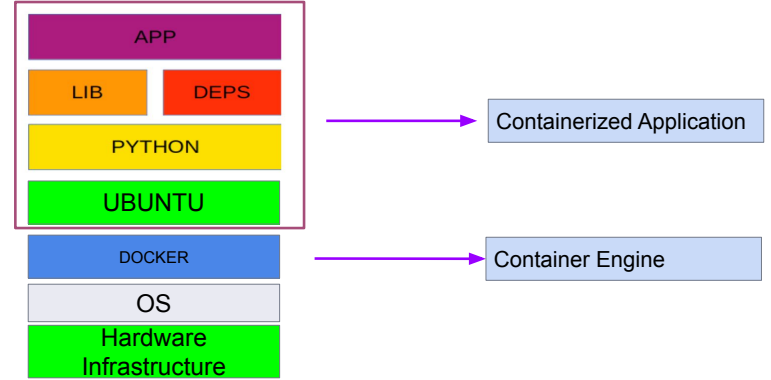 APP
LIB
DEPS
PYTHON
UBUNTU
Containerized Application
DOCKER
Container Engine
OS
Hardware
Infrastructure